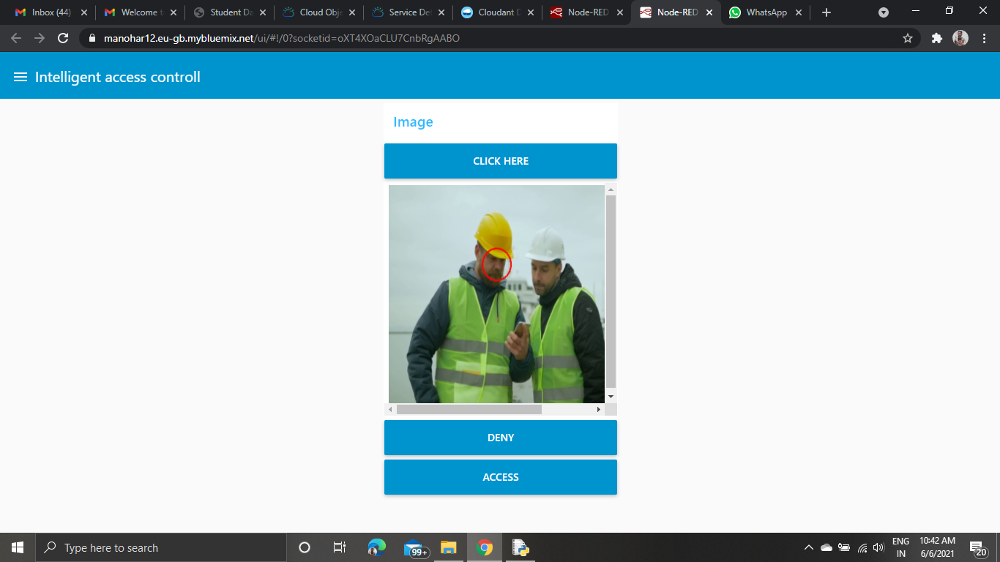 Inbox (44)
Welcome t
Student Da
Cloud Obje
Service Det
Cloudant D
Node-RED
Node-RED
WhatsApp
manohar12.eu-gb.mybluemix.net/ui/#!/0?socketid=oXT4XOaCLU7CnbRgAABO
Intelligent access controll
Image
CLICK HERE
DENY
ACCESS
Type here to search
99+
ENG
IN
10:42 AM
6/6/2021
20